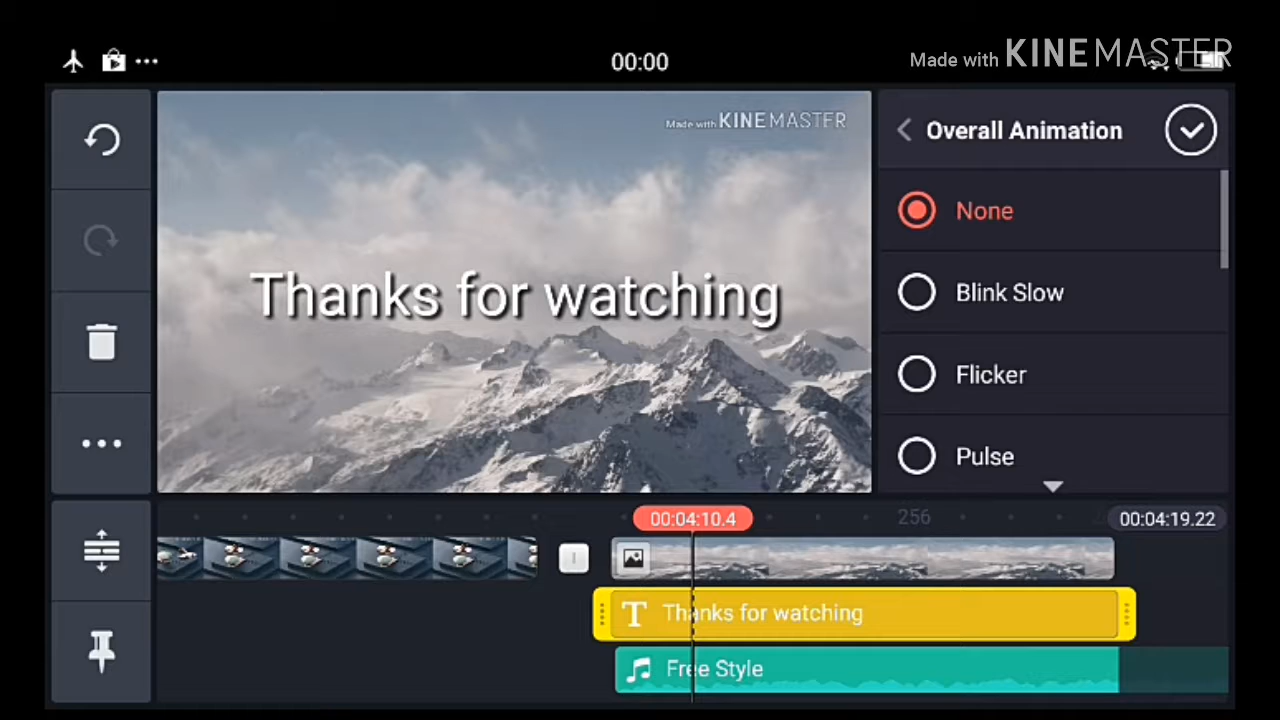 00:00
Made with KINEMASTER
Made with KINEMASTER
Overall Animation
None
Thanks for watching
Blink Slow
Flicker
Pulse
00:04:10.4
256
00:04:19.22
T Thanks for watching
Free Style